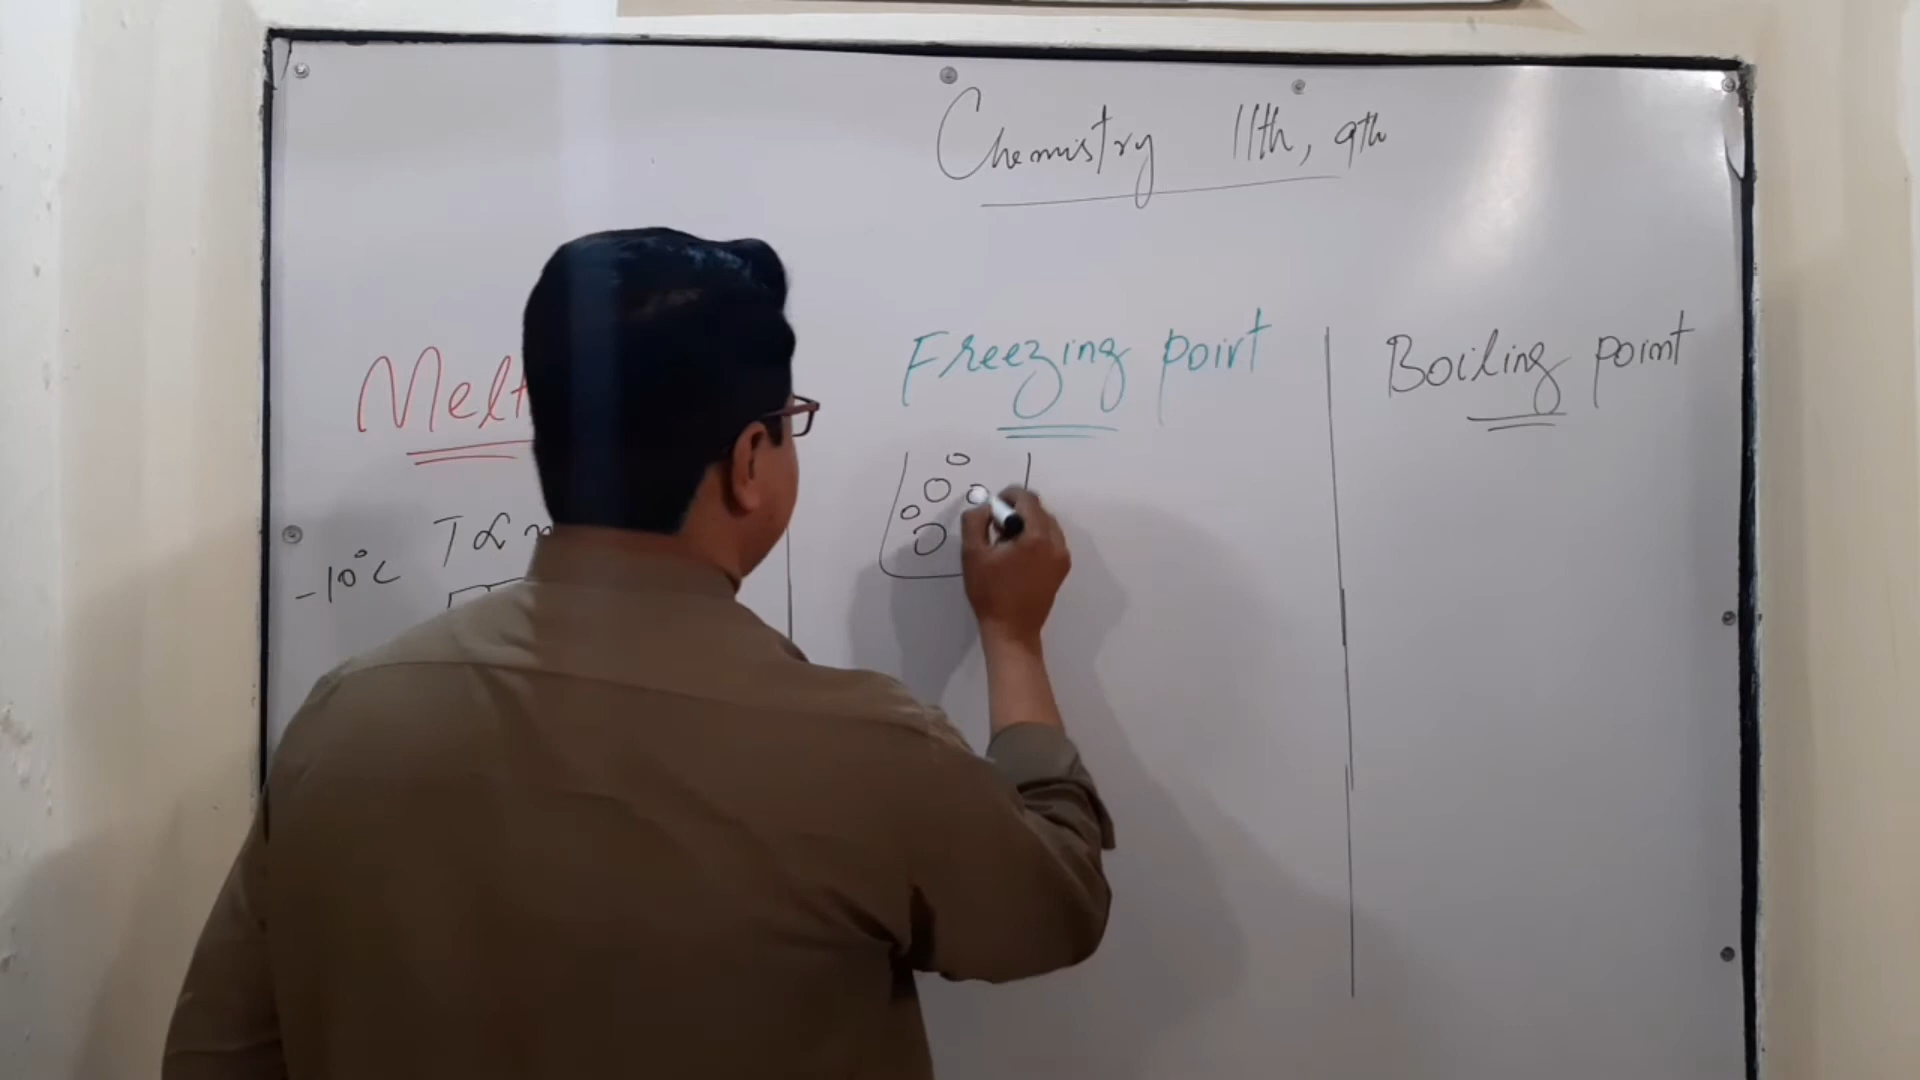 Chemistry 11th, 9th
Melt
Freezing point
Boiling point
T α
-10°C